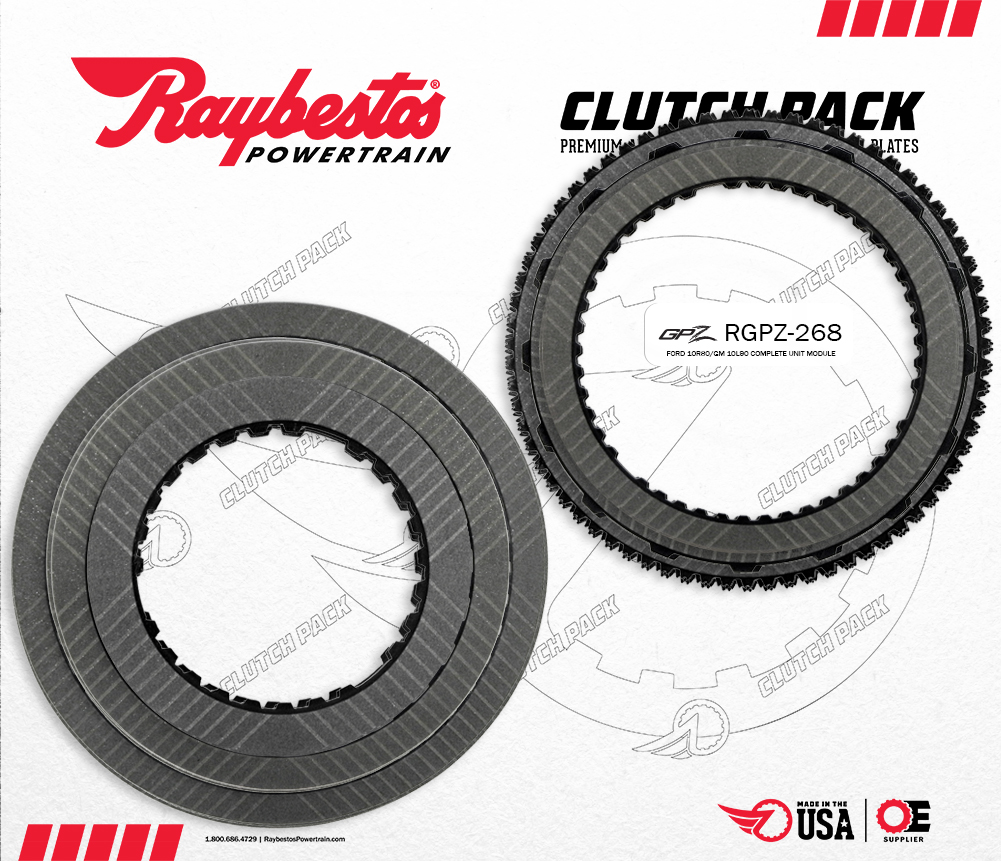 Raybestos®
POWERTRAIN
CLUTCH PACK
PREMIUM
PLATES
CLUTCH PACK
CLUTCH PACK
GPZ RGPZ-268
FORD 10R80/GM 10L90 COMPLETE UNIT MODULE
CLUTCH PACK
CLUTCH PACK
CLUTCH PACK
CLUTCH PACK
CLUTCH PACK
CLUTCH PACK
MADE IN THE
USA
OE
SUPPLIER
1.800.686.4729 | RaybestosPowertrain.com